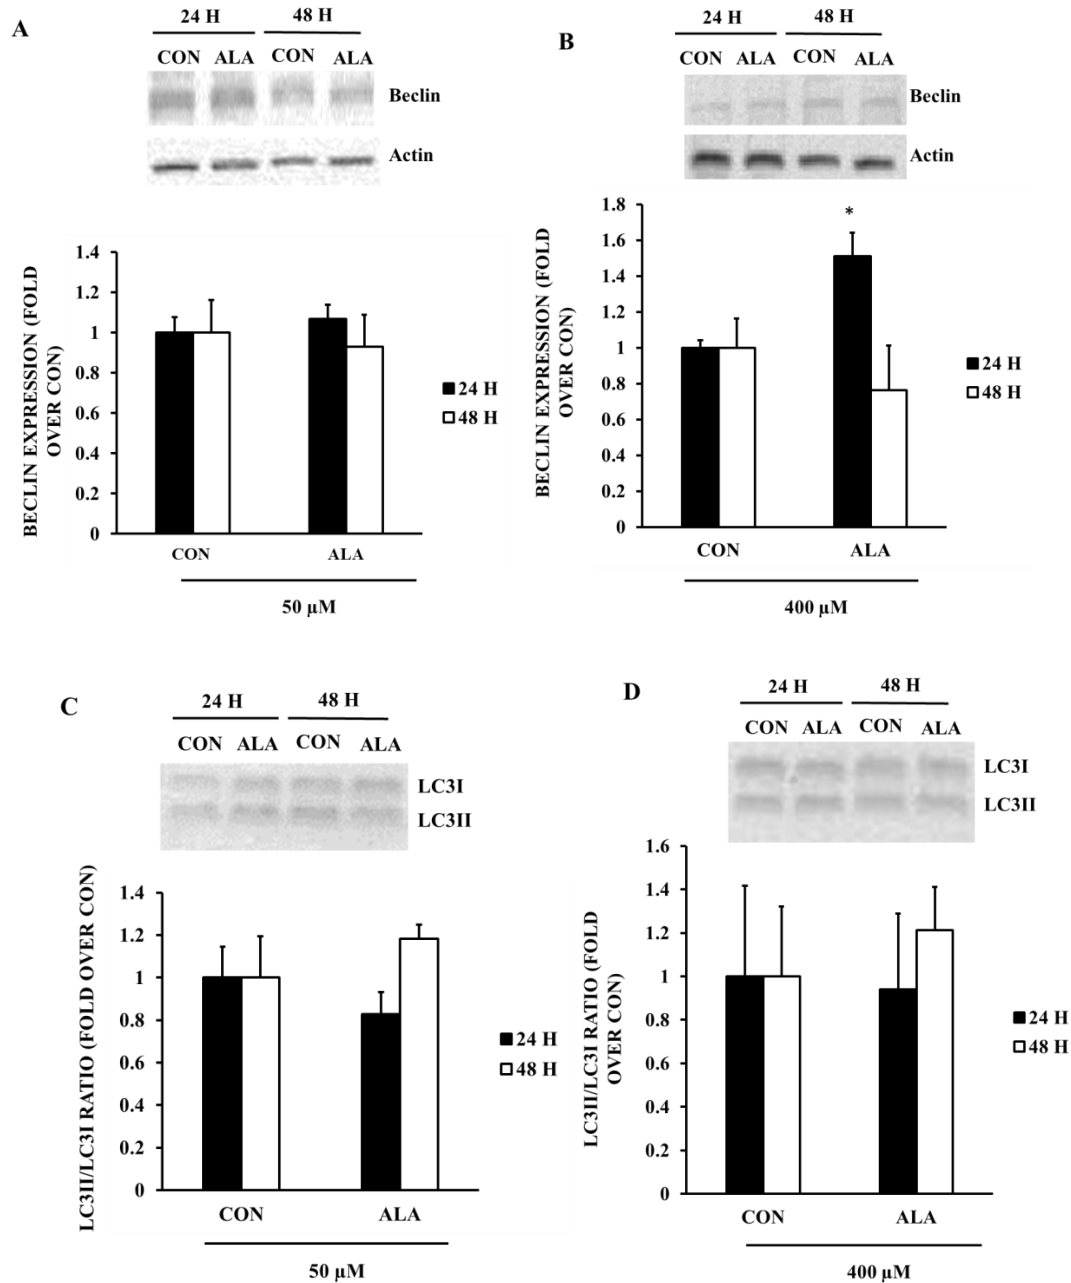 A
24 H 48 H
CON ALA CON ALA
Beclin
Actin
BECLIN EXPRESSION (FOLD
OVER CON)
1.4
1.2
1
0.8
0.6
0.4
0.2
0
CON ALA
50 µM
24 H
48 H
B
24 H 48 H
CON ALA CON ALA
Beclin
Actin
BECLIN EXPRESSION (FOLD
OVER CON)
1.8
1.6
1.4
1.2
1
0.8
0.6
0.4
0.2
0
*
CON ALA
400 µM
24 H
48 H
C
24 H 48 H
CON ALA CON ALA
LC3I
LC3II
LC3II/LC3I RATIO (FOLD OVER CON)
1.4
1.2
1
0.8
0.6
0.4
0.2
0
CON ALA
50 µM
24 H
48 H
D
24 H 48 H
CON ALA CON ALA
LC3I
LC3II
LC3II/LC3I RATIO (FOLD
OVER CON)
1.6
1.4
1.2
1
0.8
0.6
0.4
0.2
0
CON ALA
400 µM
24 H
48 H